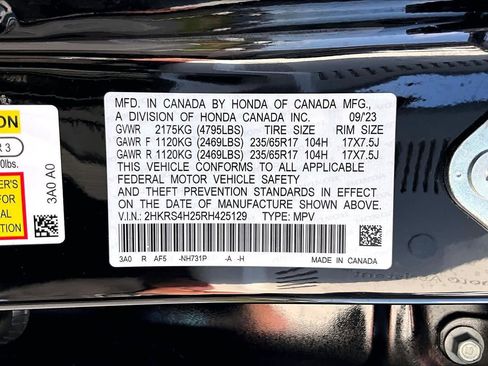 MFD. IN CANADA BY HONDA OF CANADA MFG.,
A DIVISION OF HONDA CANADA INC. 09/23
GVWR 2175KG (4795LBS) TIRE SIZE RIM SIZE
GAWR F 1120KG (2469LBS) 235/65R17 104H 17X7.5J
GAWR R 1120KG (2469LBS) 235/65R17 104H 17X7.5J
THIS VEHICLE CONFORMS TO ALL APPLICABLE
FEDERAL MOTOR VEHICLE SAFETY
AND THEFT PREVENTION STANDARDS IN EFFECT
ON THE DATE OF MANUFACTURE SHOWN ABOVE.
V.I.N.: 2HKRS4H25RH425129 TYPE: MPV
3A0 R AF5 -NH731P -A -H MADE IN CANADA
ION
R 3
0lbs.
3A0 A0